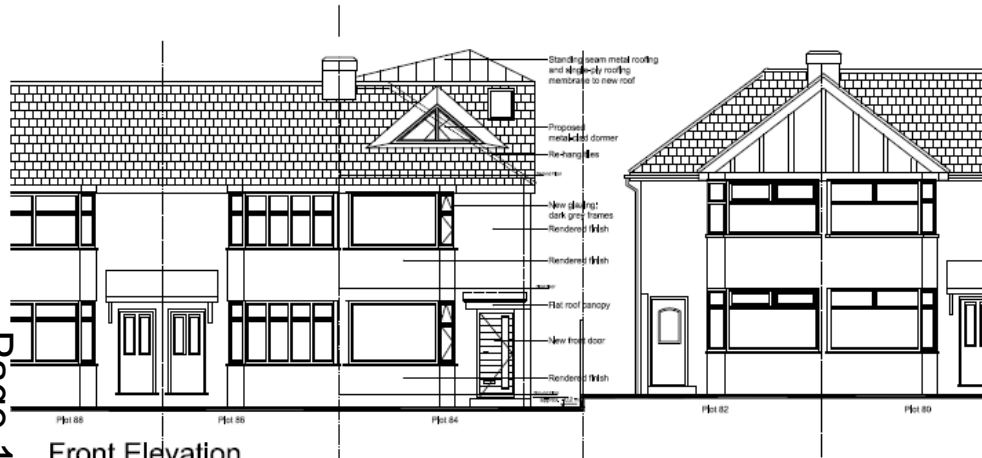 Standing seam metal roofing
and single-ply roofing
membrane to new roof
Proposed
metal-clad dormer
Re-hang tiles
New glazing:
dark grey frames
Rendered finish
Rendered finish
Flat roof canopy
New front door
Rendered finish
Plot 88
Plot 86
Plot 84
Plot 82
Plot 80
Front Elevation
Page 1